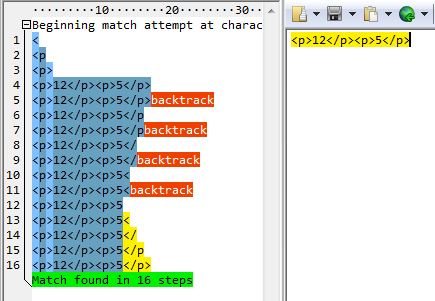 10 20 30
Beginning match attempt at charac
1 <
2 <p
3 <p>
4 <p>12</p><p>5</p>
5 <p>12</p><p>5</p>backtrack
6 <p>12</p><p>5</p
7 <p>12</p><p>5</pbacktrack
8 <p>12</p><p>5</
9 <p>12</p><p>5</backtrack
10 <p>12</p><p>5<
11 <p>12</p><p>5<backtrack
12 <p>12</p><p>5
13 <p>12</p><p>5<
14 <p>12</p><p>5</
15 <p>12</p><p>5</p
16 <p>12</p><p>5</p>
Match found in 16 steps
<p>12</p><p>5</p>